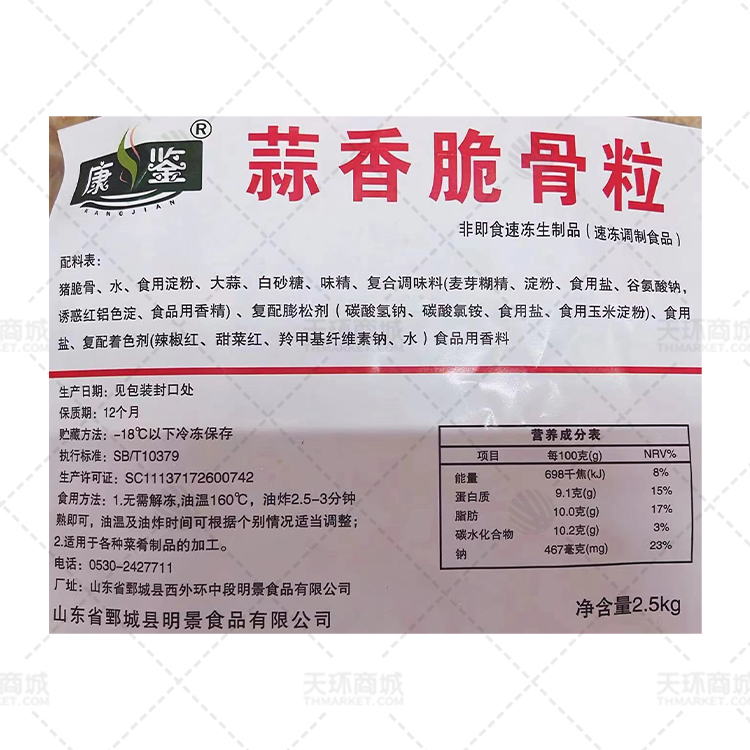 康鉴®
KANGJIAN
蒜香脆骨粒
非即食速冻生制品(速冻调制食品)
配料表:
猪脆骨、水、食用淀粉、大蒜、白砂糖、味精、复合调味料(麦芽糊精、淀粉、食用盐、谷氨酸钠,
诱惑红铝色淀、食品用香精)、复配膨松剂(碳酸氢钠、碳酸氯铵、食用盐、食用玉米淀粉)、食用
盐、复配着色剂(辣椒红、甜菜红、羚甲基纤维素钠、水)食品用香料
生产日期:见包装封口处
保质期:12个月
贮藏方法:-18℃以下冷冻保存
执行标准:SB/T10379
生产许可证:SC11137172600742
食用方法:1.无需解冻,油温160℃,油炸2.5-3分钟
熟即可,油温及油炸时间可根据个别情况适当调整;
2.适用于各种菜肴制品的加工。
电话:0530-2427711
厂址:山东省鄄城县西外环中段明景食品有限公司
山东省鄄城县明景食品有限公司
营养成分表
项目 每100克(g) NRV%
能量 698千焦(kJ) 8%
蛋白质 9.1克(g) 15%
脂肪 10.0克(g) 17%
碳水化合物 10.2克(g) 3%
钠 467毫克(mg) 23%
净含量2.5kg
天环商城
THMARKET.COM